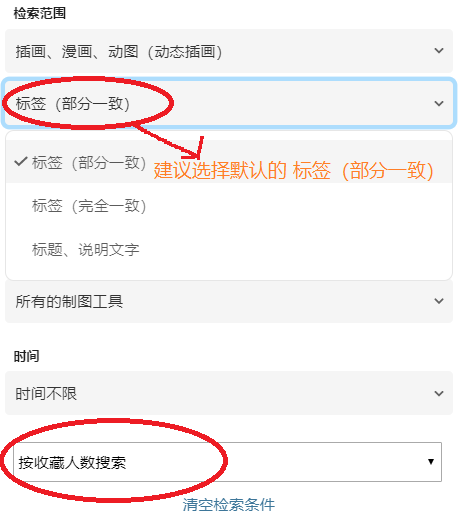 检索范围
插画、漫画、动图（动态插画）
标签（部分一致）
标签（部分一致）
建议选择默认的 标签（部分一致）
标签（完全一致）
标题、说明文字
所有的制图工具
时间
时间不限
按收藏人数搜索
清空检索条件